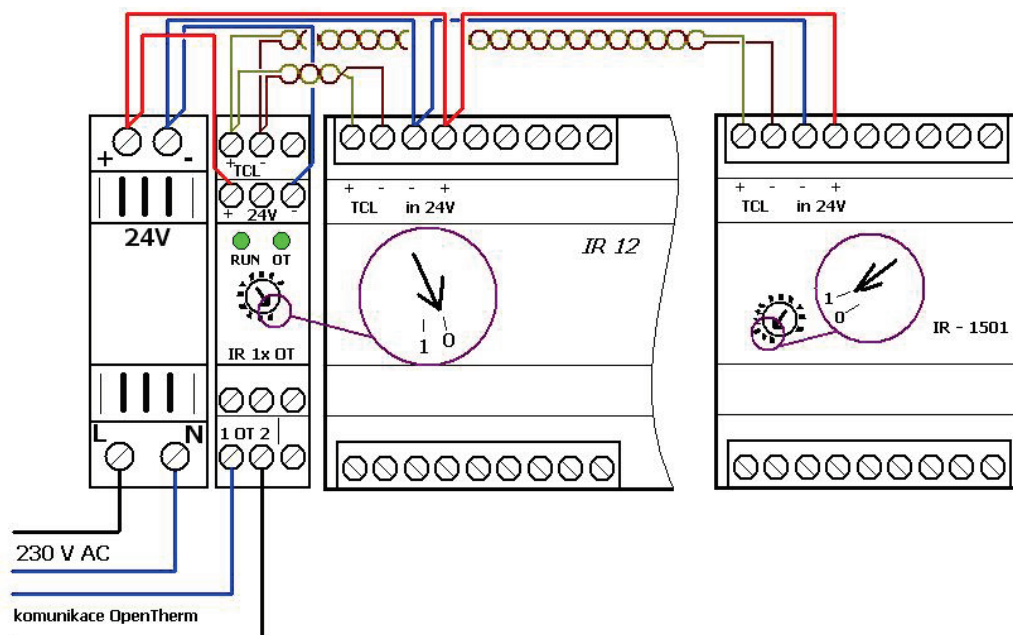 + -
24V
L N
230 V AC
komunikace OpenTherm
+ -
TCL
+ 24V -
RUN OT
IR 1x OT
1 OT 2
+ - - +
TCL in 24V
IR 12
1 0
+ - - +
TCL in 24V
1
0
IR - 1501